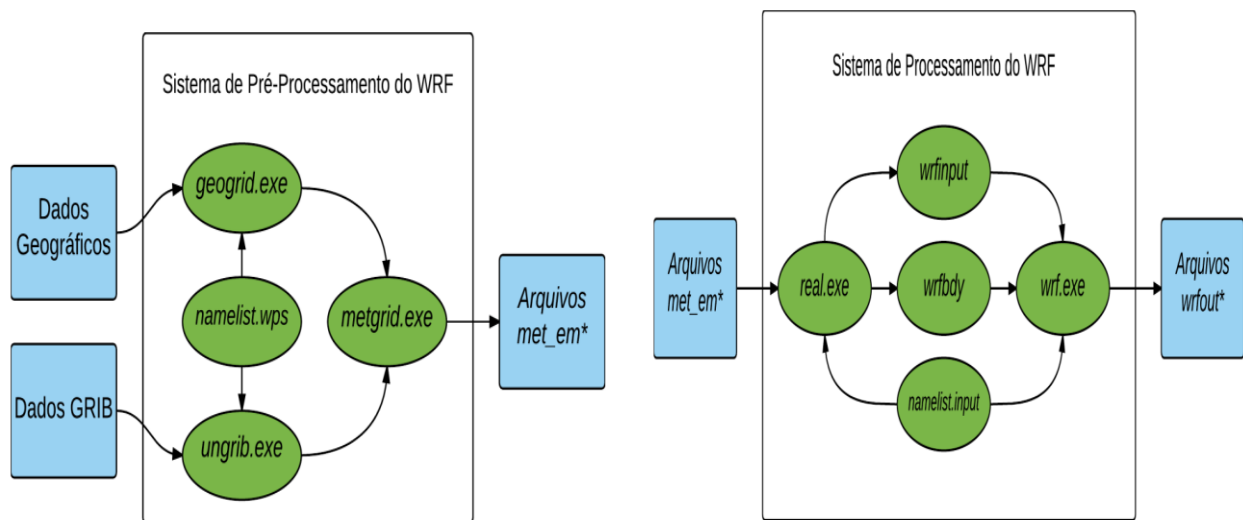 Sistema de Pré-Processamento do WRF
Dados
Geográficos
Dados GRIB
geogrid.exe
namelist.wps
ungrib.exe
metgrid.exe
Arquivos
met_em*
Sistema de Processamento do WRF
Arquivos
met_em*
real.exe
wrfinput
wrfbdy
namelist.input
wrf.exe
Arquivos
wrfout*